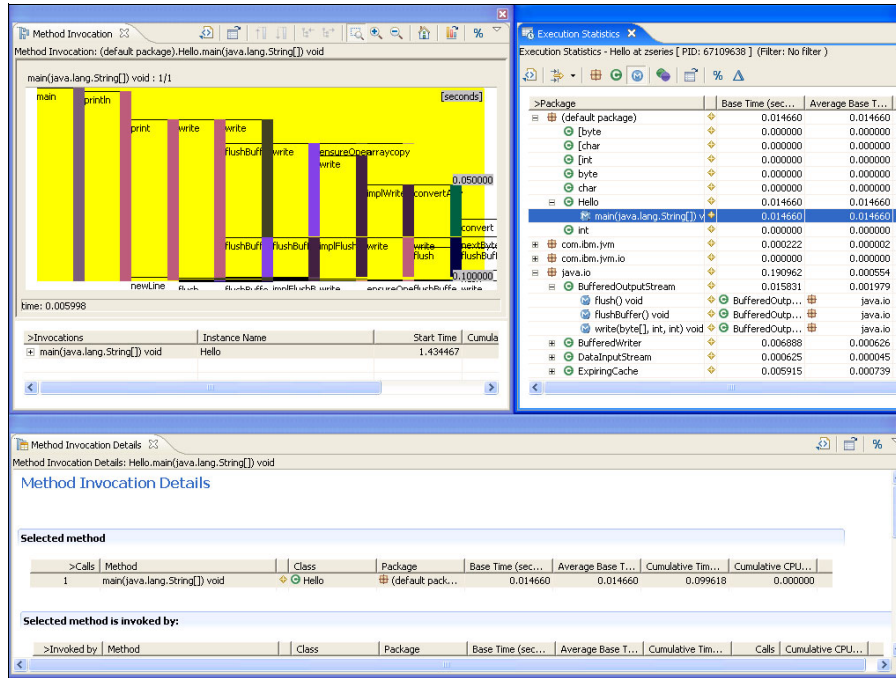 Method Invocation
Method Invocation: (default package).Hello.main(java.lang.String[]) void
main(java.lang.String[]) void : 1/1
main
println
[seconds]
print
write
write
flushBuff
write
ensureOpen
arraycopy
write
0.050000
implWrite
convertA
convert
flushBuff
flushBuff
implFlush
write
write
nextByte
flush
flushBuf
0.100000
newLine
flush
flushBuffe
implFlushB
write
ensureOpe
flushBuffe
write
time: 0.005998
>Invocations Instance Name Start Time Cumula
main(java.lang.String[]) void Hello 1.434467
Execution Statistics
Execution Statistics - Hello at zseries [ PID: 67109638 ] (Filter: No filter )
%
>Package Base Time (sec... Average Base T...
(default package) 0.014660 0.014660
[byte 0.000000 0.000000
[char 0.000000 0.000000
[int 0.000000 0.000000
byte 0.000000 0.000000
char 0.000000 0.000000
Hello 0.014660 0.014660
main(java.lang.String[]) v 0.014660 0.014660
int 0.000000 0.000000
com.ibm.jvm 0.000222 0.000002
com.ibm.jvm.io 0.000000 0.000000
java.io 0.190962 0.000554
BufferedOutputStream 0.015831 0.001979
flush() void BufferedOutp... java.io
flushBuffer() void BufferedOutp... java.io
write(byte[], int, int) void BufferedOutp... java.io
BufferedWriter 0.006888 0.000626
DataInputStream 0.000625 0.000045
ExpiringCache 0.005915 0.000739
Method Invocation Details
%
Method Invocation Details: Hello.main(java.lang.String[]) void
Method Invocation Details
Selected method
>Calls Method Class Package Base Time (sec... Average Base T... Cumulative Tim... Cumulative CPU...
1 main(java.lang.String[]) void Hello (default pack... 0.014660 0.014660 0.099618 0.000000
Selected method is invoked by:
>Invoked by Method Class Package Base Time (sec... Average Base T... Cumulative Tim... Calls Cumulative CPU...